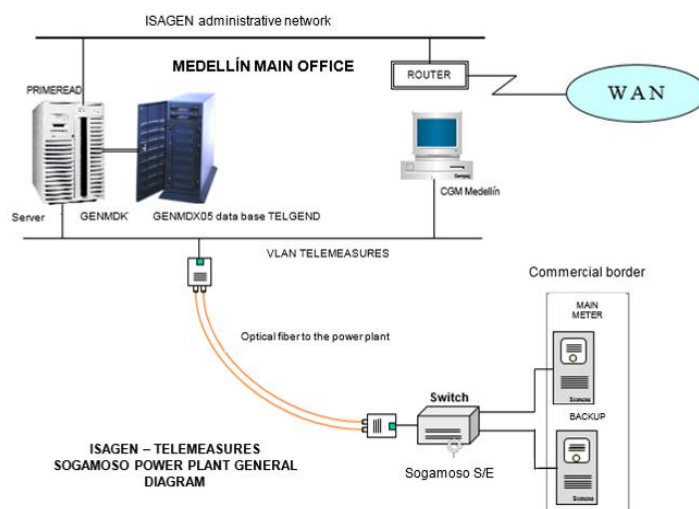 ISAGEN administrative network
MEDELLÍN MAIN OFFICE
ROUTER
WAN
PRIMEREAD
CGM Medellín
Server
GENMDK
GENMDX05 data base TELGEND
VLAN TELEMEASURES
Commercial border
MAIN
METER
Optical fiber to the power plant
Switch
BACKUP
Sogamoso S/E
ISAGEN – TELEMEASURES
SOGAMOSO POWER PLANT GENERAL
DIAGRAM